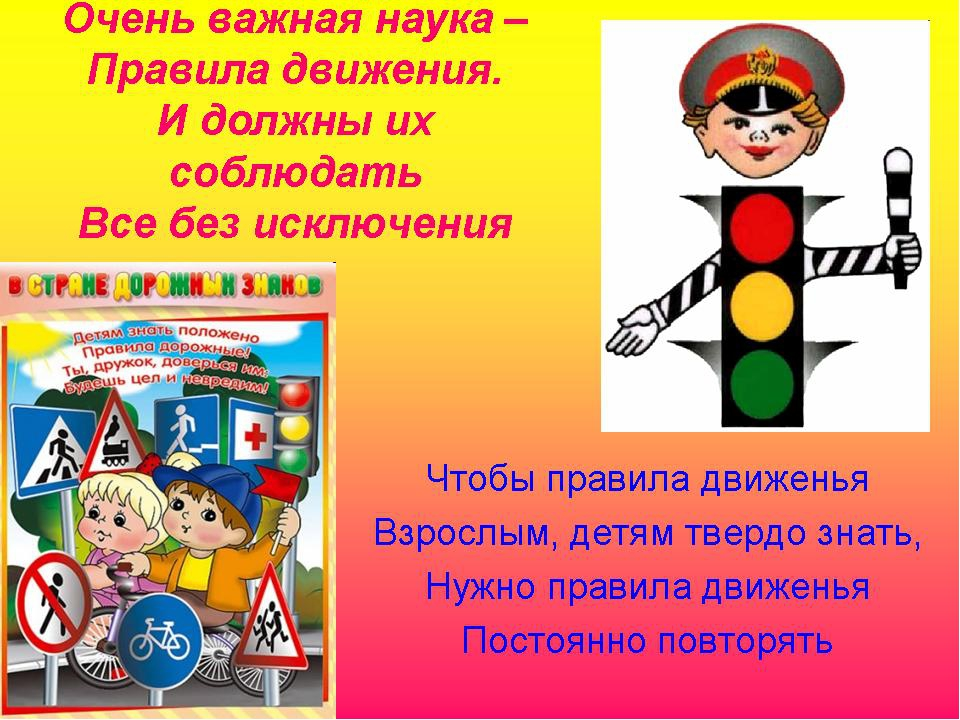 Очень важная наука –
Правила движения.
И должны их
соблюдать
Все без исключения
В СТРАНЕ ДОРОЖНЫХ ЗНАКОВ
Детям знать положено
Правила дорожные!
Ты, дружок, доверься им:
Будешь цел и невредим!
Чтобы правила движенья
Взрослым, детям твердо знать,
Нужно правила движенья
Постоянно повторять